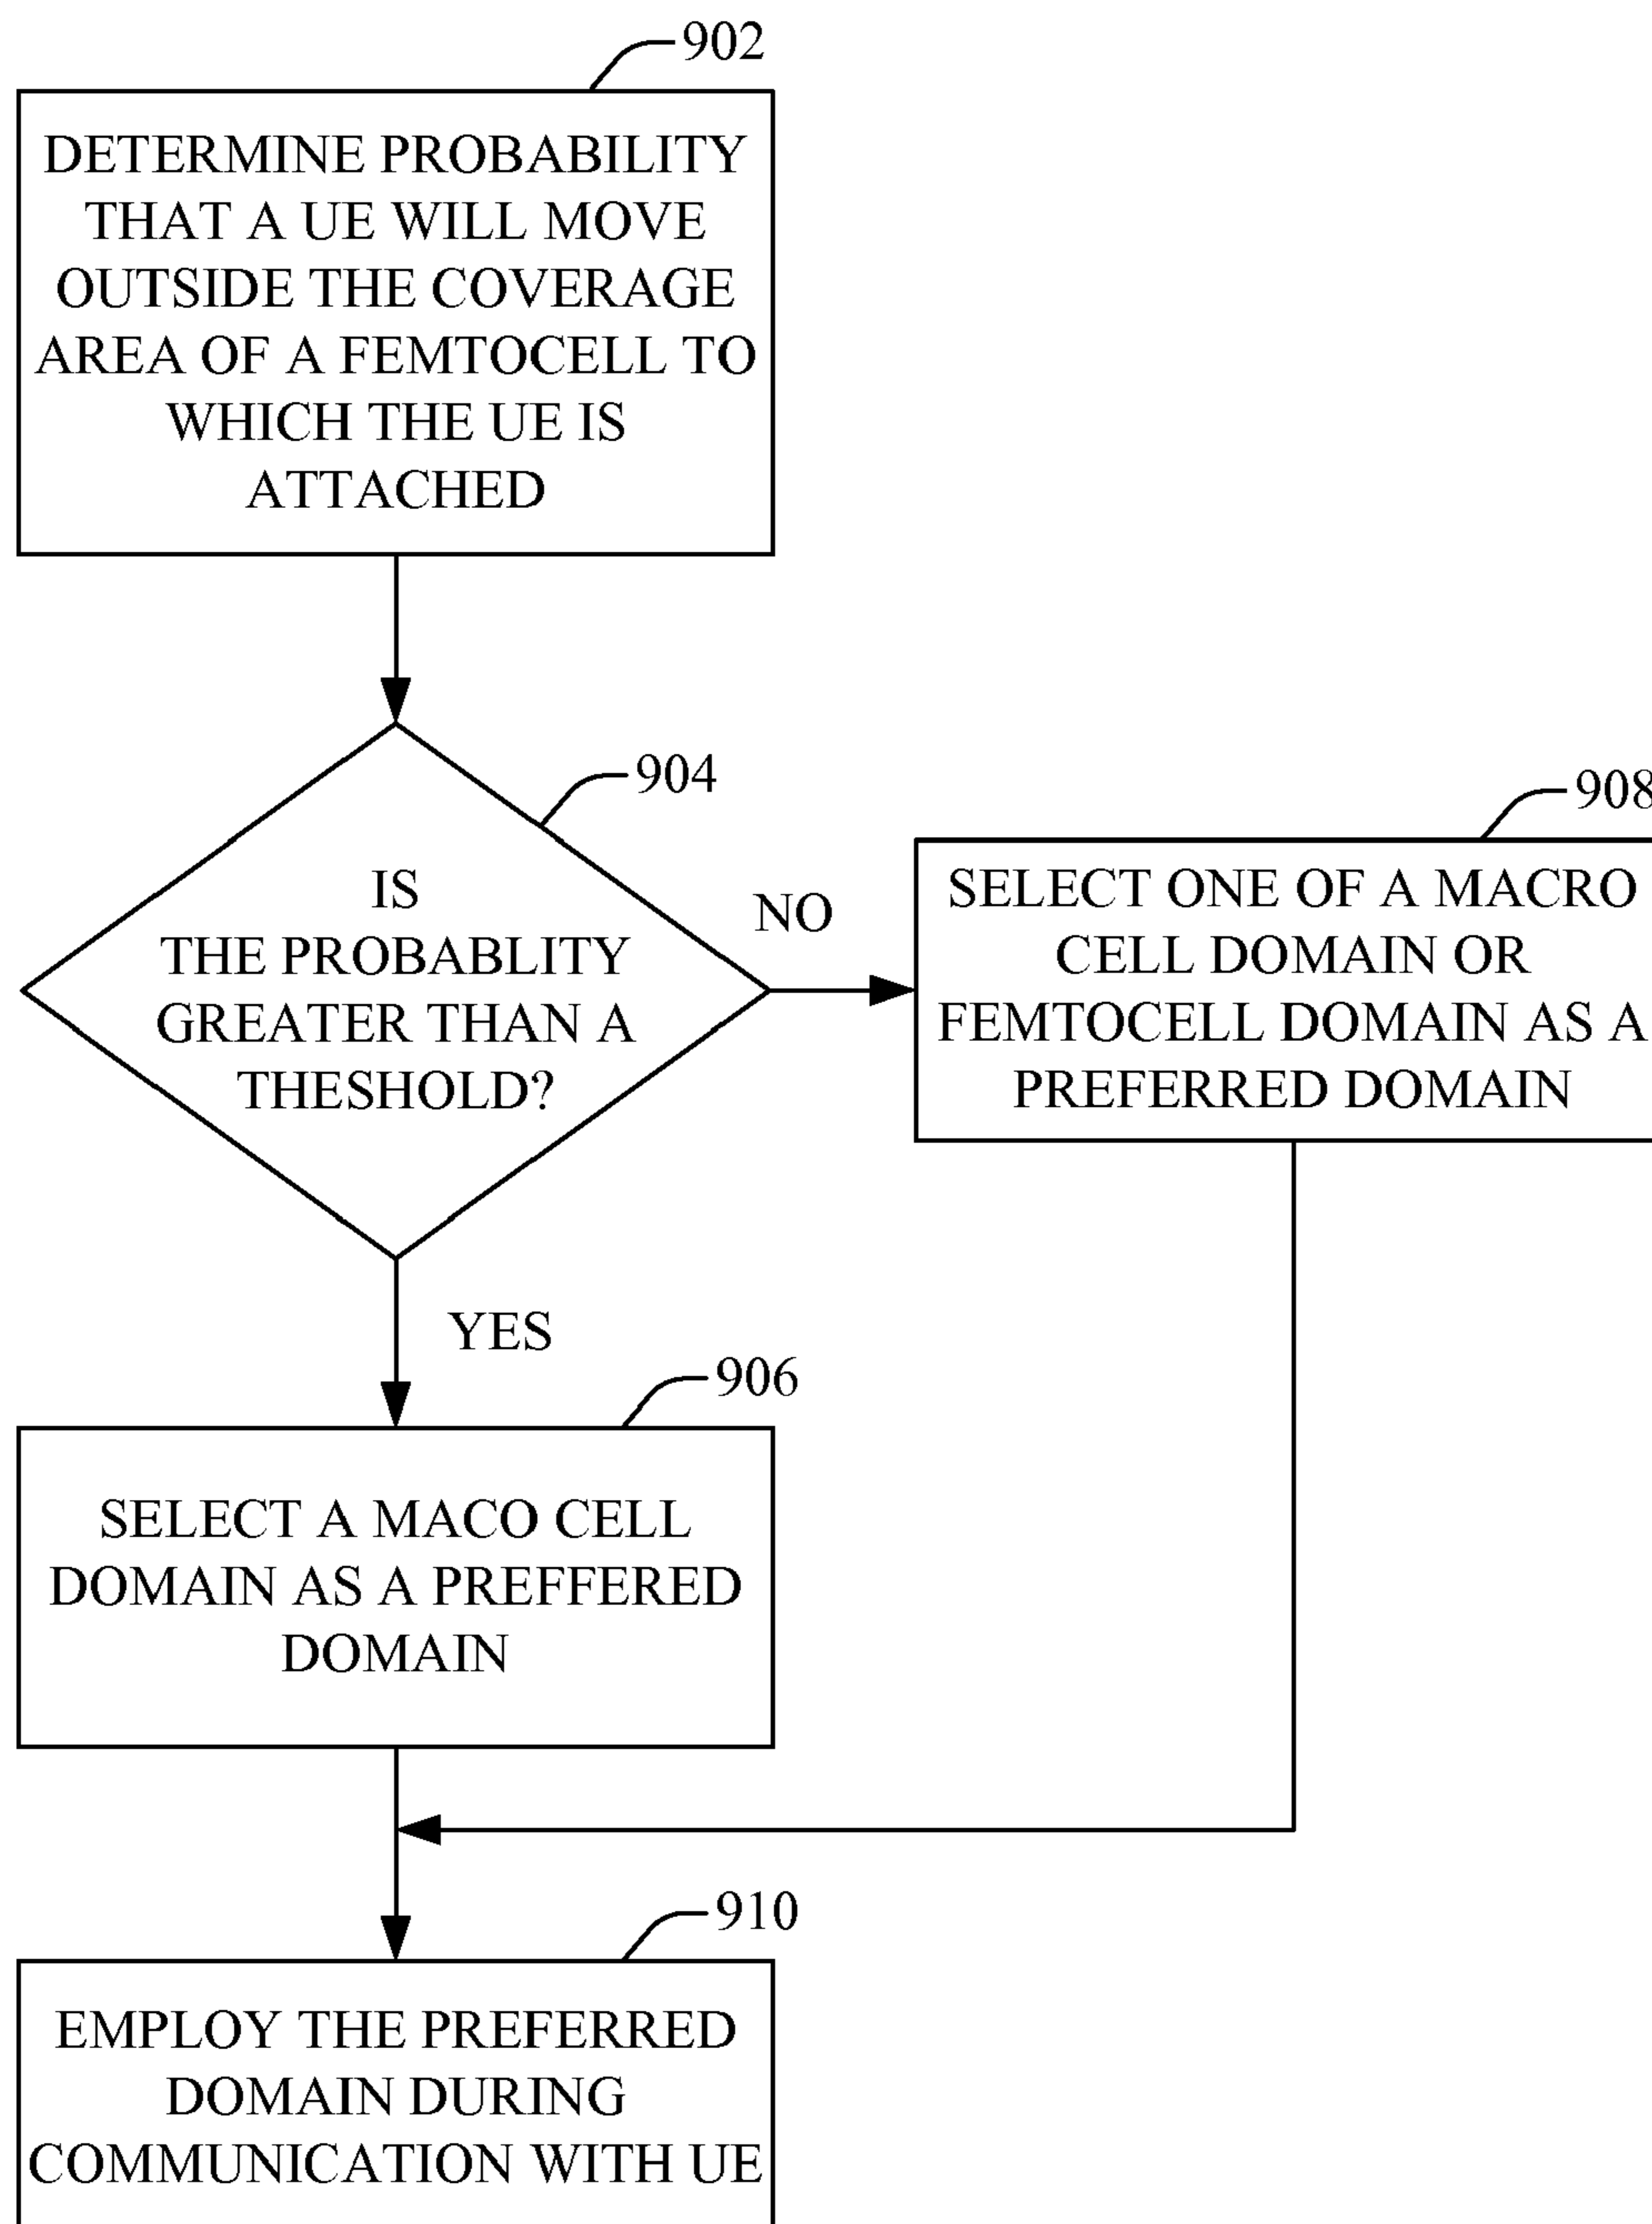 902
DETERMINE PROBABILITY
THAT A UE WILL MOVE
OUTSIDE THE COVERAGE
AREA OF A FEMTOCELL TO
WHICH THE UE IS
ATTACHED
904
IS
THE PROBABLITY
GREATER THAN A
THESHOLD?
NO
908
SELECT ONE OF A MACRO
CELL DOMAIN OR
FEMTOCELL DOMAIN AS A
PREFERRED DOMAIN
YES
906
SELECT A MACO CELL
DOMAIN AS A PREFFERED
DOMAIN
910
EMPLOY THE PREFERRED
DOMAIN DURING
COMMUNICATION WITH UE